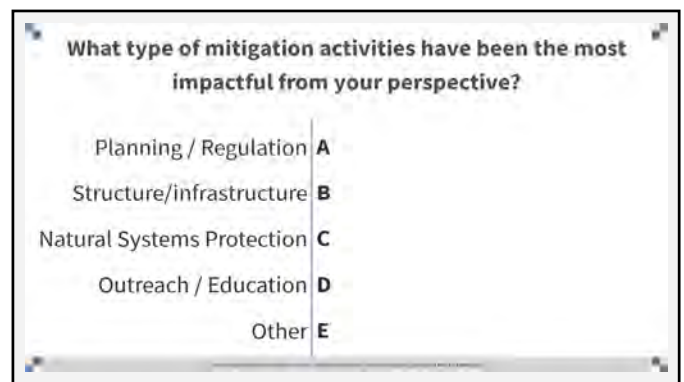 What type of mitigation activities have been the most
impactful from your perspective?
Planning / Regulation A
Structure/infrastructure B
Natural Systems Protection C
Outreach / Education D
Other E